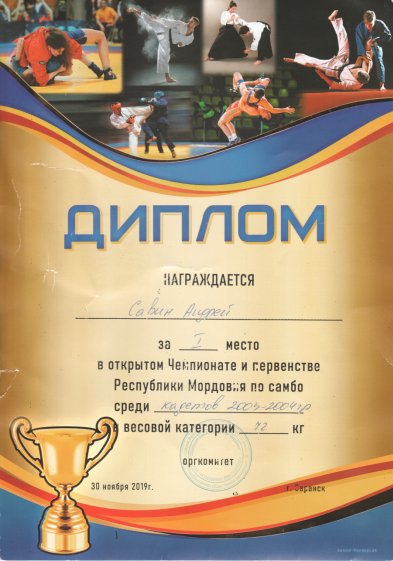 ДИПЛОМ
НАГРАЖДАЕТСЯ
Савин Андрей
за I место
в открытом Чемпионате и первенстве
Республики Мордовия по самбо
среди кадетов 2003-2004гр
в весовой категории 42 кг
оргкомитет
30 ноября 2019г. г. Саранск